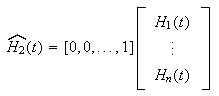 $\widehat{H_2}(t) = [0,0,\ldots,1] \begin{bmatrix} H_1(t) \\ \vdots \\ H_n(t) \end{bmatrix}$